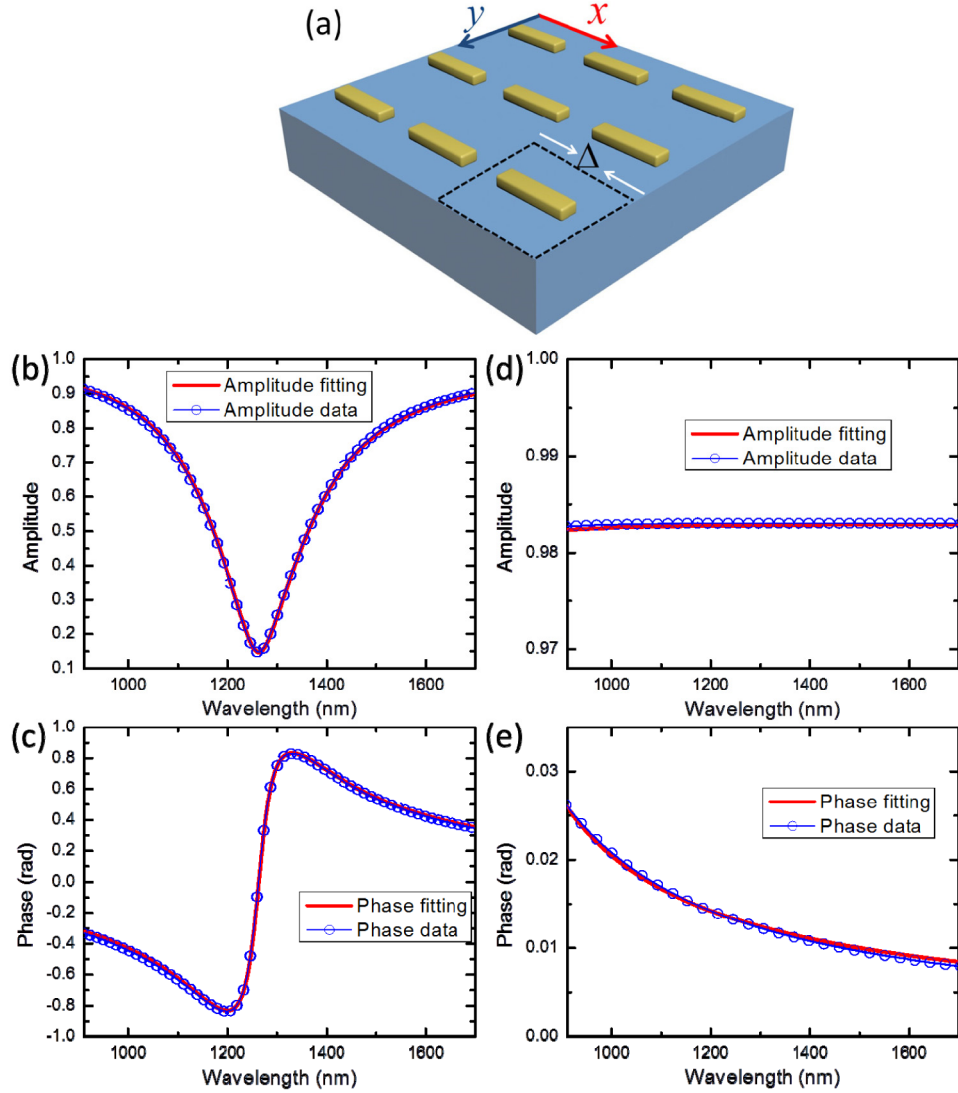 (a)
y
x
Δ
(b)
1.0
0.9
0.8
0.7
0.6
0.5
0.4
0.3
0.2
0.1
Amplitude
Amplitude fitting
Amplitude data
1000 1200 1400 1600
Wavelength (nm)
(d)
1.00
0.99
0.98
0.97
Amplitude
Amplitude fitting
Amplitude data
1000 1200 1400 1600
Wavelength (nm)
(c)
1.0
0.8
0.6
0.4
0.2
0.0
-0.2
-0.4
-0.6
-0.8
-1.0
Phase (rad)
Phase fitting
Phase data
1000 1200 1400 1600
Wavelength (nm)
(e)
0.03
0.02
0.01
0.00
Phase (rad)
Phase fitting
Phase data
1000 1200 1400 1600
Wavelength (nm)